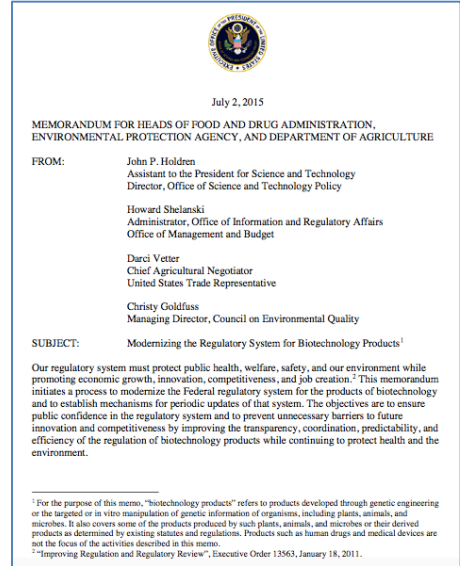 EXECUTIVE OFFICE OF THE PRESIDENT OF THE UNITED STATES
July 2, 2015
MEMORANDUM FOR HEADS OF FOOD AND DRUG ADMINISTRATION,
ENVIRONMENTAL PROTECTION AGENCY, AND DEPARTMENT OF AGRICULTURE
FROM: John P. Holdren
Assistant to the President for Science and Technology
Director, Office of Science and Technology Policy
Howard Shelanski
Administrator, Office of Information and Regulatory Affairs
Office of Management and Budget
Darci Vetter
Chief Agricultural Negotiator
United States Trade Representative
Christy Goldfuss
Managing Director, Council on Environmental Quality
SUBJECT: Modernizing the Regulatory System for Biotechnology Products¹
Our regulatory system must protect public health, welfare, safety, and our environment while
promoting economic growth, innovation, competitiveness, and job creation.² This memorandum
initiates a process to modernize the Federal regulatory system for the products of biotechnology
and to establish mechanisms for periodic updates of that system. The objectives are to ensure
public confidence in the regulatory system and to prevent unnecessary barriers to future
innovation and competitiveness by improving the transparency, coordination, predictability, and
efficiency of the regulation of biotechnology products while continuing to protect health and the
environment.
¹ For the purpose of this memo, “biotechnology products” refers to products developed through genetic engineering
or the targeted or in vitro manipulation of genetic information of organisms, including plants, animals, and
microbes. It also covers some of the products produced by such plants, animals, and microbes or their derived
products as determined by existing statutes and regulations. Products such as human drugs and medical devices are
not the focus of the activities described in this memo.
² “Improving Regulation and Regulatory Review”, Executive Order 13563, January 18, 2011.